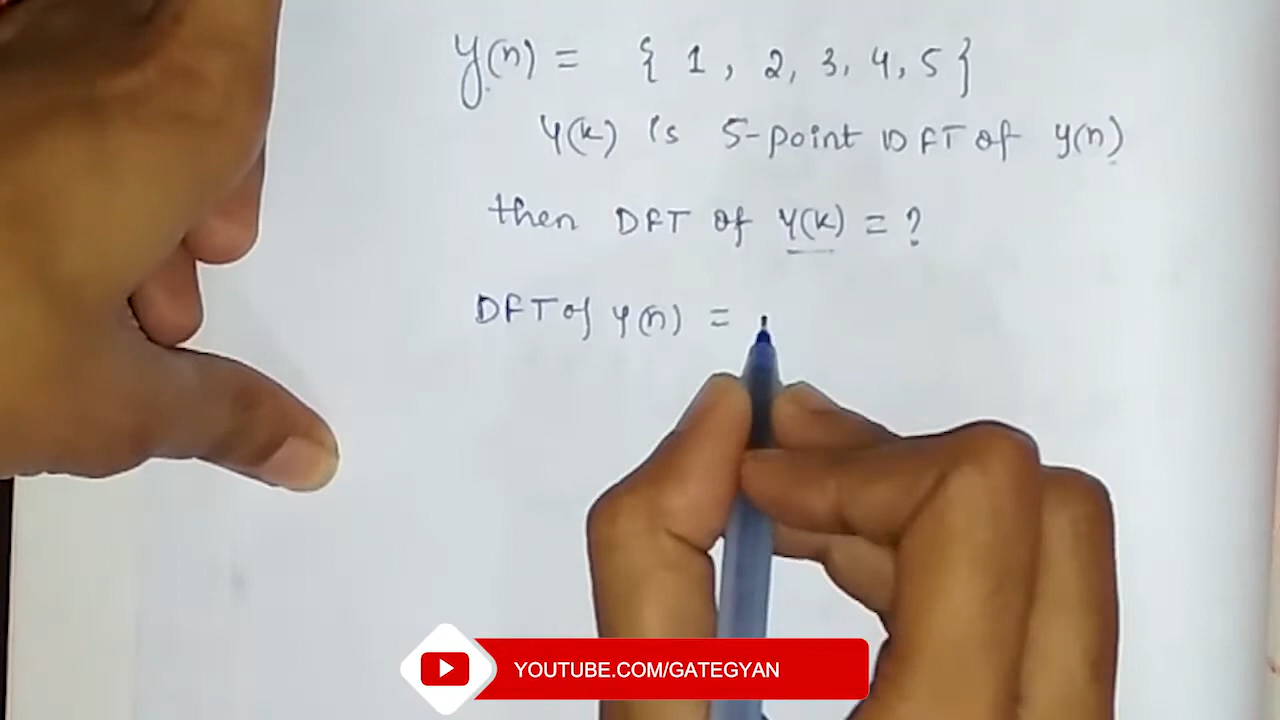 y(n) = { 1, 2, 3, 4, 5 }
Y(k) is 5-point DFT of y(n)
then DFT of Y(k) = ?
DFT of y(n) =
YOUTUBE.COM/GATEGYAN